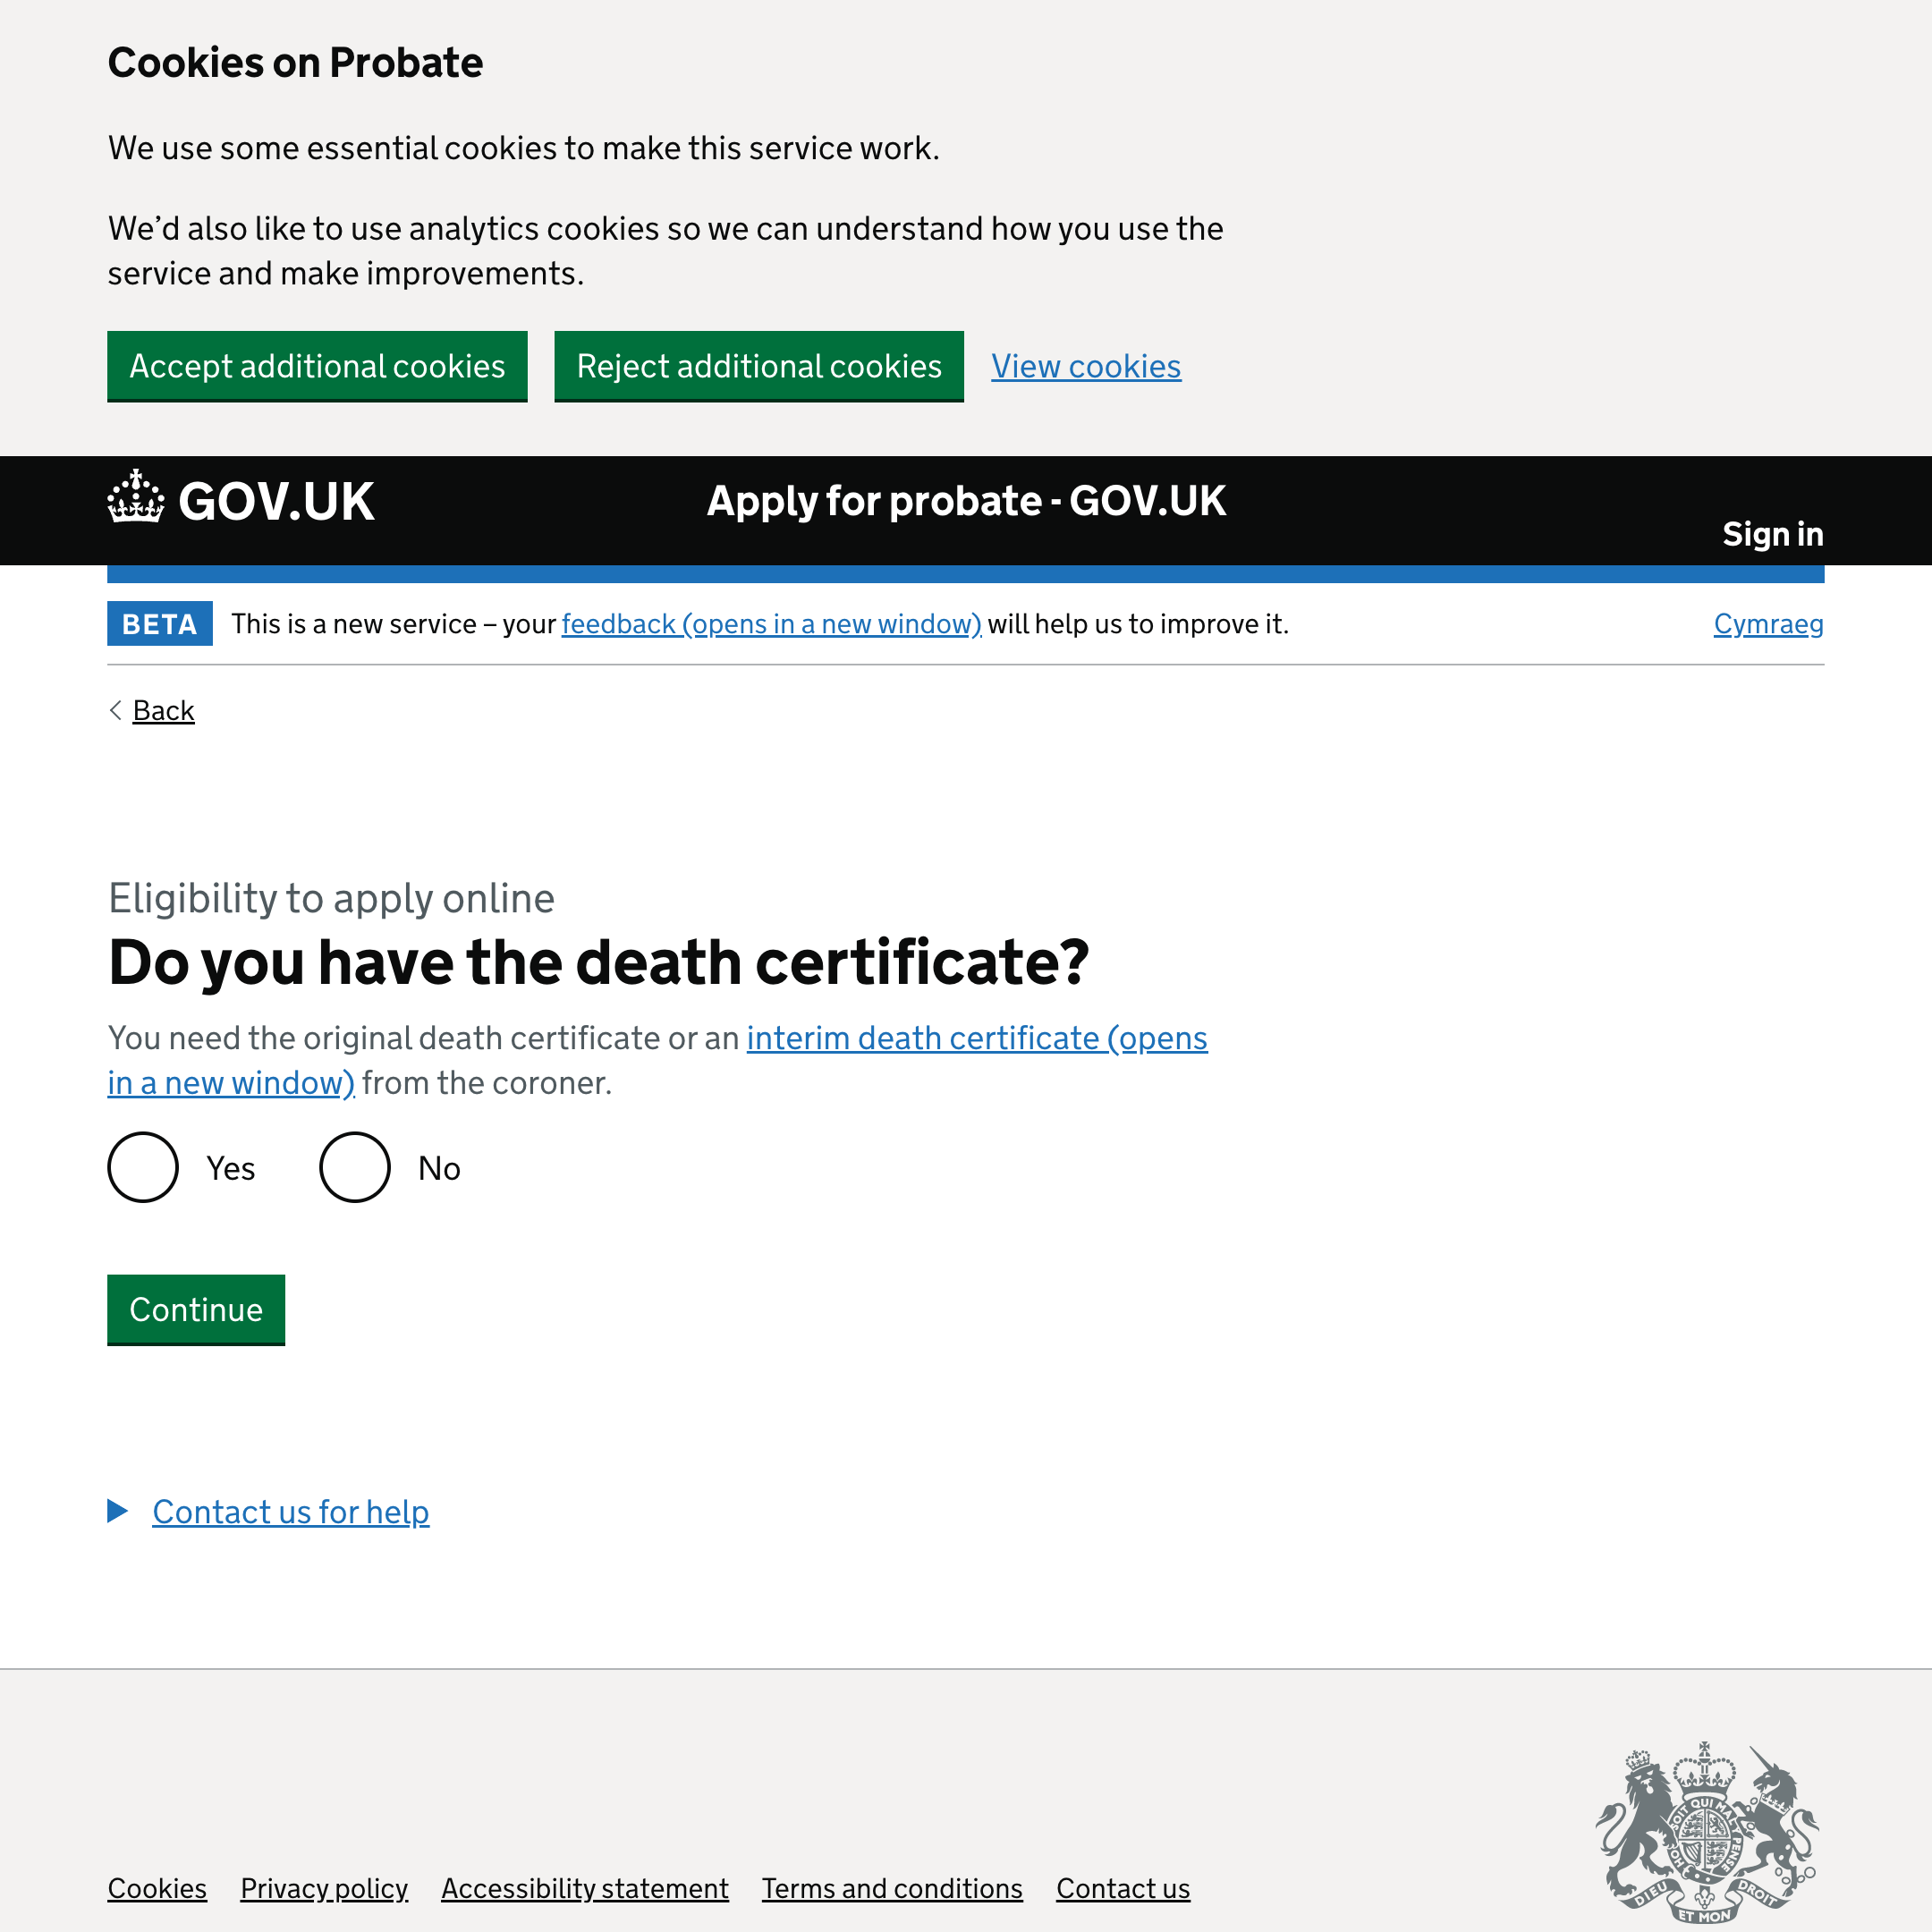 Cookies on Probate
We use some essential cookies to make this service work.
We’d also like to use analytics cookies so we can understand how you use the
service and make improvements.
Accept additional cookies
Reject additional cookies
View cookies
GOV.UK
Apply for probate - GOV.UK
Sign in
BETA
This is a new service – your feedback (opens in a new window) will help us to improve it.
Cymraeg
Back
Eligibility to apply online
Do you have the death certificate?
You need the original death certificate or an interim death certificate (opens
in a new window) from the coroner.
Yes
No
Continue
Contact us for help
DIEU ET MON DROIT
Cookies
Privacy policy
Accessibility statement
Terms and conditions
Contact us